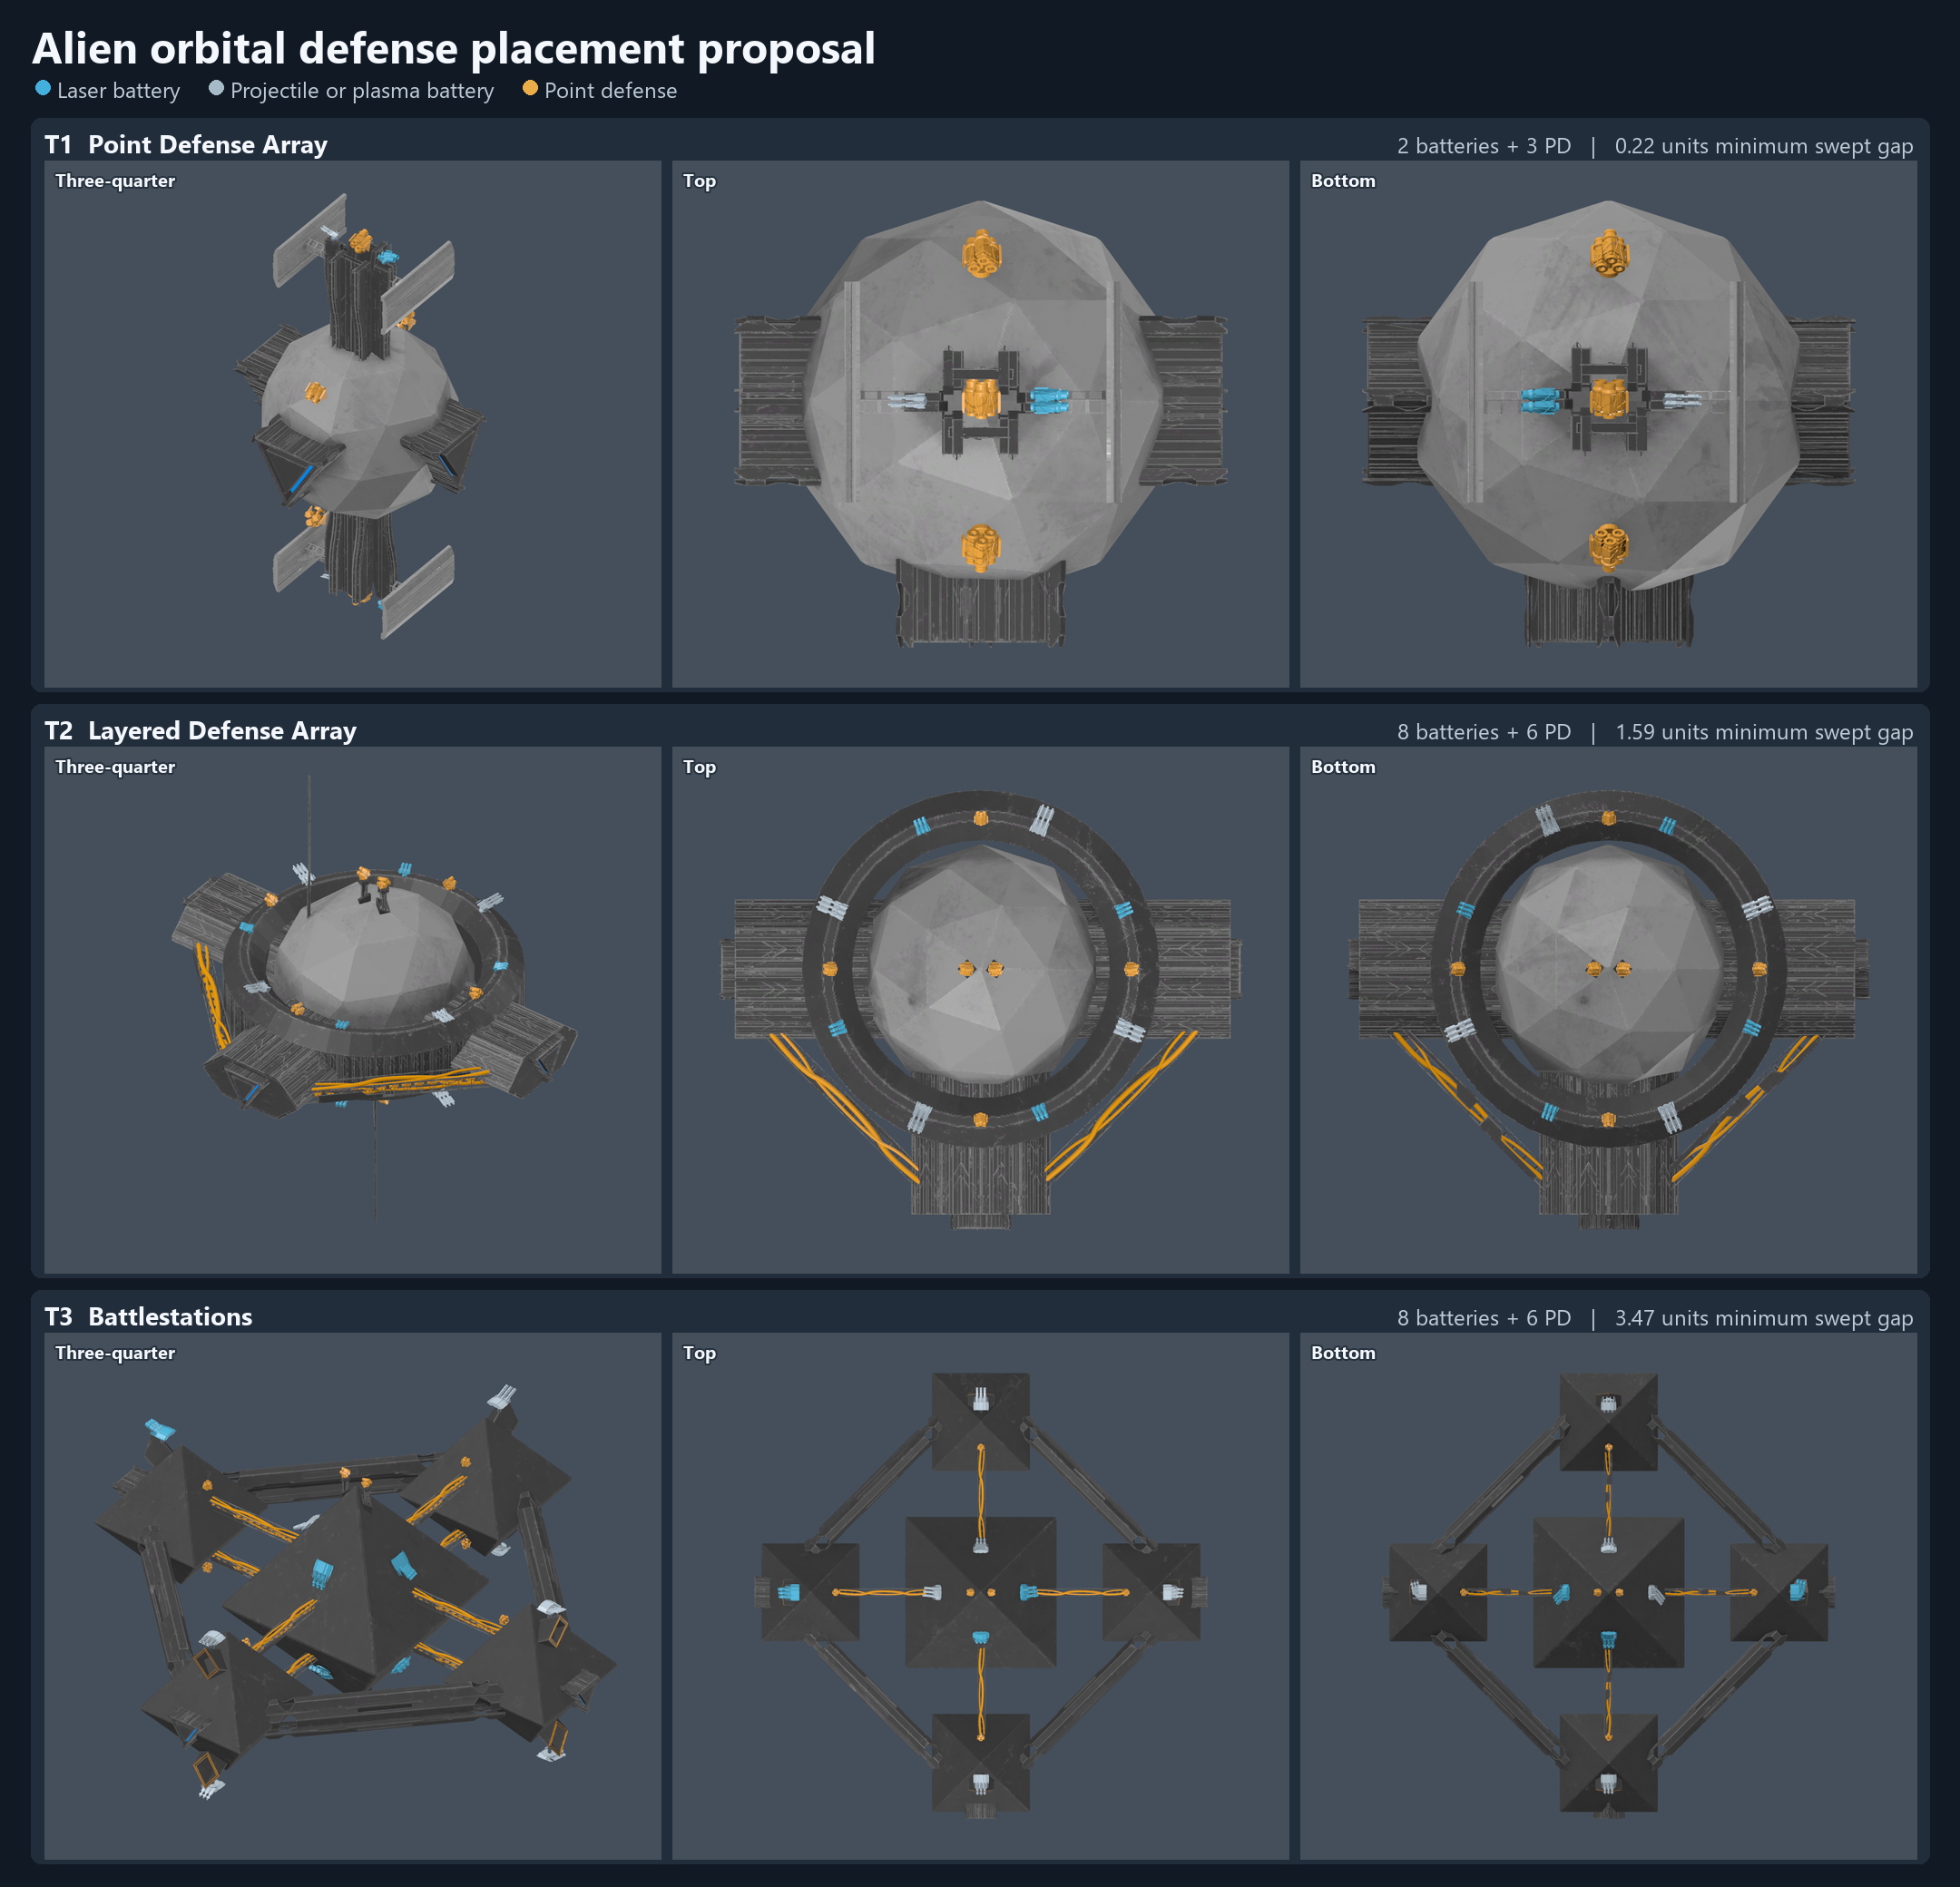 Alien orbital defense placement proposal
Laser battery Projectile or plasma battery Point defense
T1 Point Defense Array 2 batteries + 3 PD | 0.22 units minimum swept gap
Three-quarter Top Bottom
T2 Layered Defense Array 8 batteries + 6 PD | 1.59 units minimum swept gap
Three-quarter Top Bottom
T3 Battlestations 8 batteries + 6 PD | 3.47 units minimum swept gap
Three-quarter Top Bottom